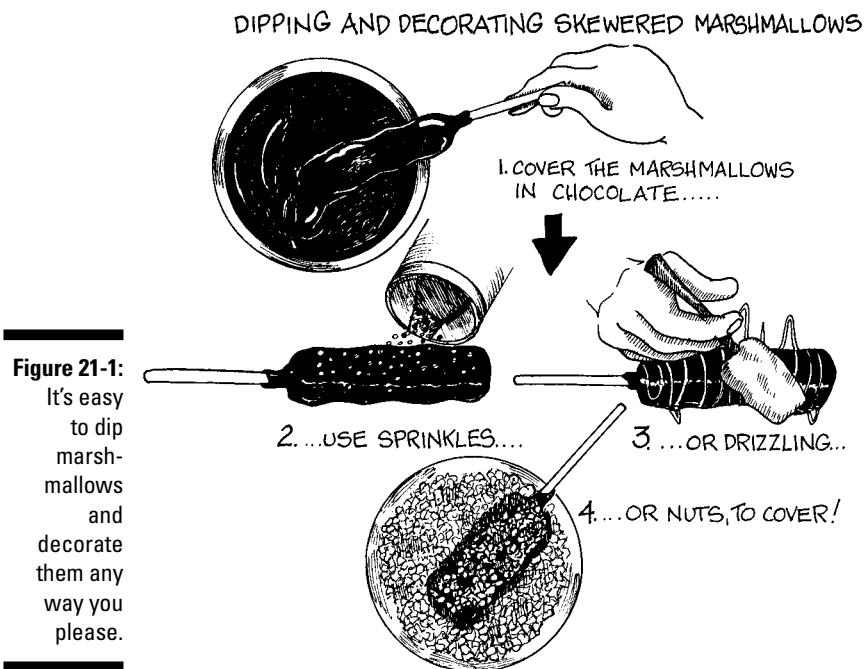 DIPPING AND DECORATING SKEWERED MARSHMALLOWS
1. COVER THE MARSHMALLOWS
IN CHOCOLATE.....
2. ...USE SPRINKLES....
3. ...OR DRIZZLING...
4....OR NUTS, TO COVER!
Figure 21-1:
It's easy
to dip
marsh-
mallows
and
decorate
them any
way you
please.